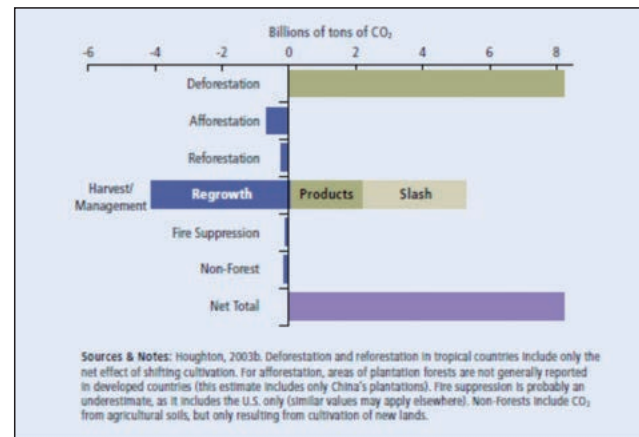 Billions of tons of CO₂
-6 -4 -2 0 2 4 6 8
Deforestation
Afforestation
Reforestation
Harvest/
Management
Regrowth Products Slash
Fire Suppression
Non-Forest
Net Total
Sources & Notes: Houghton, 2003b. Deforestation and reforestation in tropical countries include only the
net effect of shifting cultivation. For afforestation, areas of plantation forests are not generally reported
in developed countries (this estimate includes only China's plantations). Fire suppression is probably an
underestimate, as it includes the U.S. only (similar values may apply elsewhere). Non-Forests include CO₂
from agricultural soils, but only resulting from cultivation of new lands.